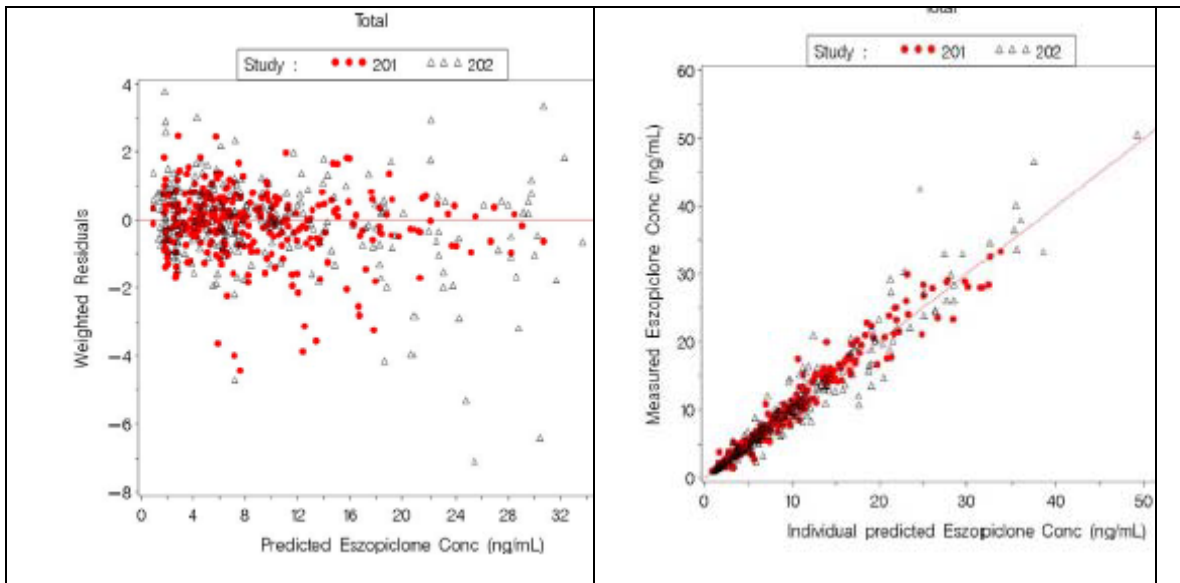 Total
Study : 201 202
4
2
0
−2
−4
−6
−8
Weighted Residuals
0 4 8 12 16 20 24 28 32
Predicted Eszopiclome Conc (ng/mL)
Total
Study : 201 202
60
50
40
30
20
10
0
Measured Eszopiclone Conc (ng/mL)
0 10 20 30 40 50
Individual predicted Eszopiclone Conc (ng/mL)